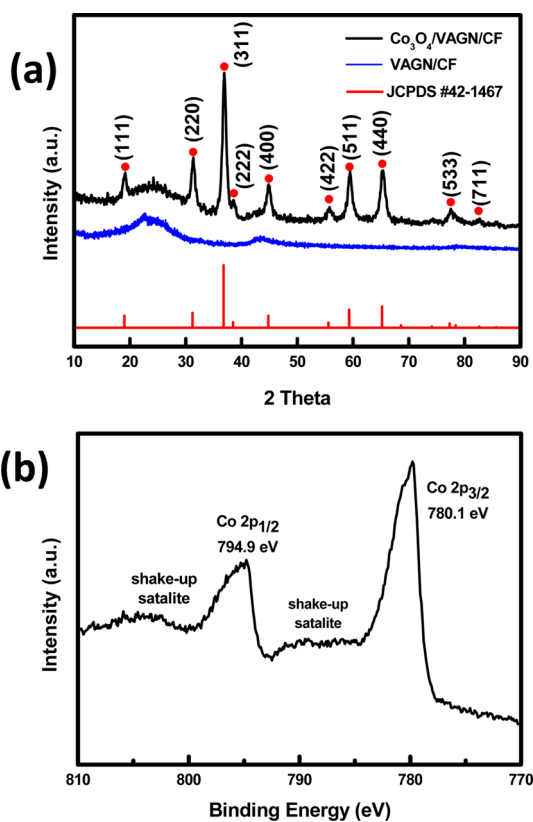 (a)
Co₃O₄/VAGN/CF
VAGN/CF
JCPDS #42-1467
(111)
(220)
(311)
(222)
(400)
(422)
(511)
(440)
(533)
(711)
Intensity (a.u.)
10 20 30 40 50 60 70 80 90
2 Theta
(b)
Co 2p₃/₂
780.1 eV
Co 2p₁/₂
794.9 eV
shake-up
satalite
shake-up
satalite
Intensity (a.u.)
810 800 790 780 770
Binding Energy (eV)